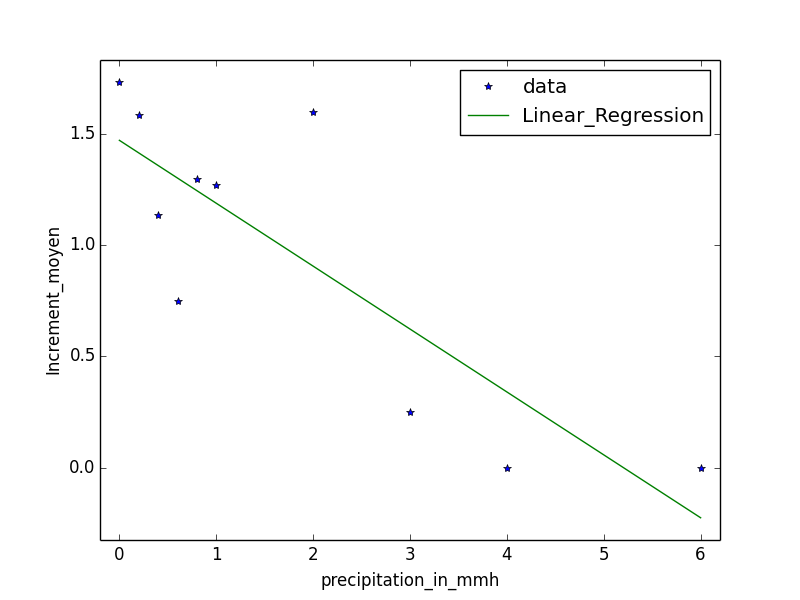 data
Linear_Regression
1.5
1.0
0.5
0.0
Increment_moyen
0 1 2 3 4 5 6
precipitation_in_mmh